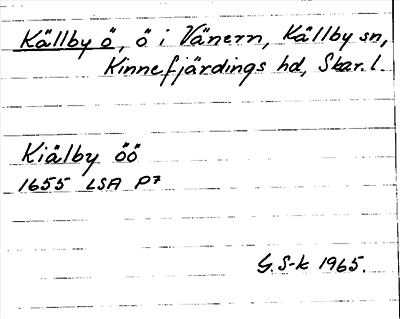 Källby ö, ö i Vänern, Källby sn,
Kinnefjärdings hd, Skar. l.
Kiälby öö
1655 LSA P7
G. S-k 1965.